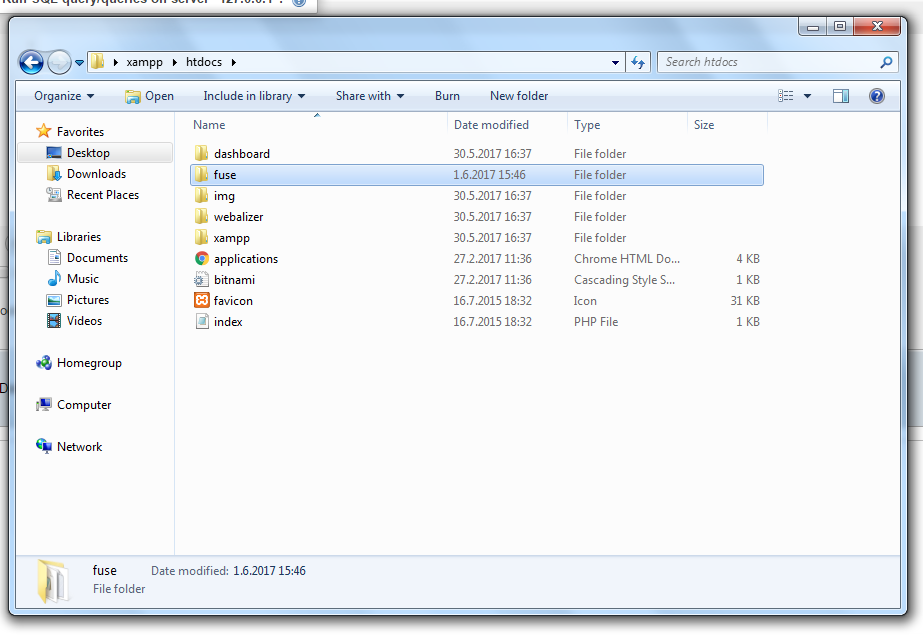 Run SQL query/queries on server "127.0.0.1":
xampp htdocs
Search htdocs
Organize Open Include in library Share with Burn New folder
Name Date modified Type Size
Favorites
Desktop
Downloads
Recent Places
Libraries
Documents
Music
Pictures
Videos
Homegroup
Computer
Network
dashboard 30.5.2017 16:37 File folder
fuse 1.6.2017 15:46 File folder
img 30.5.2017 16:37 File folder
webalizer 30.5.2017 16:37 File folder
xampp 30.5.2017 16:37 File folder
applications 27.2.2017 11:36 Chrome HTML Do... 4 KB
bitnami 27.2.2017 11:36 Cascading Style S... 1 KB
favicon 16.7.2015 18:32 Icon 31 KB
index 16.7.2015 18:32 PHP File 1 KB
fuse Date modified: 1.6.2017 15:46
File folder